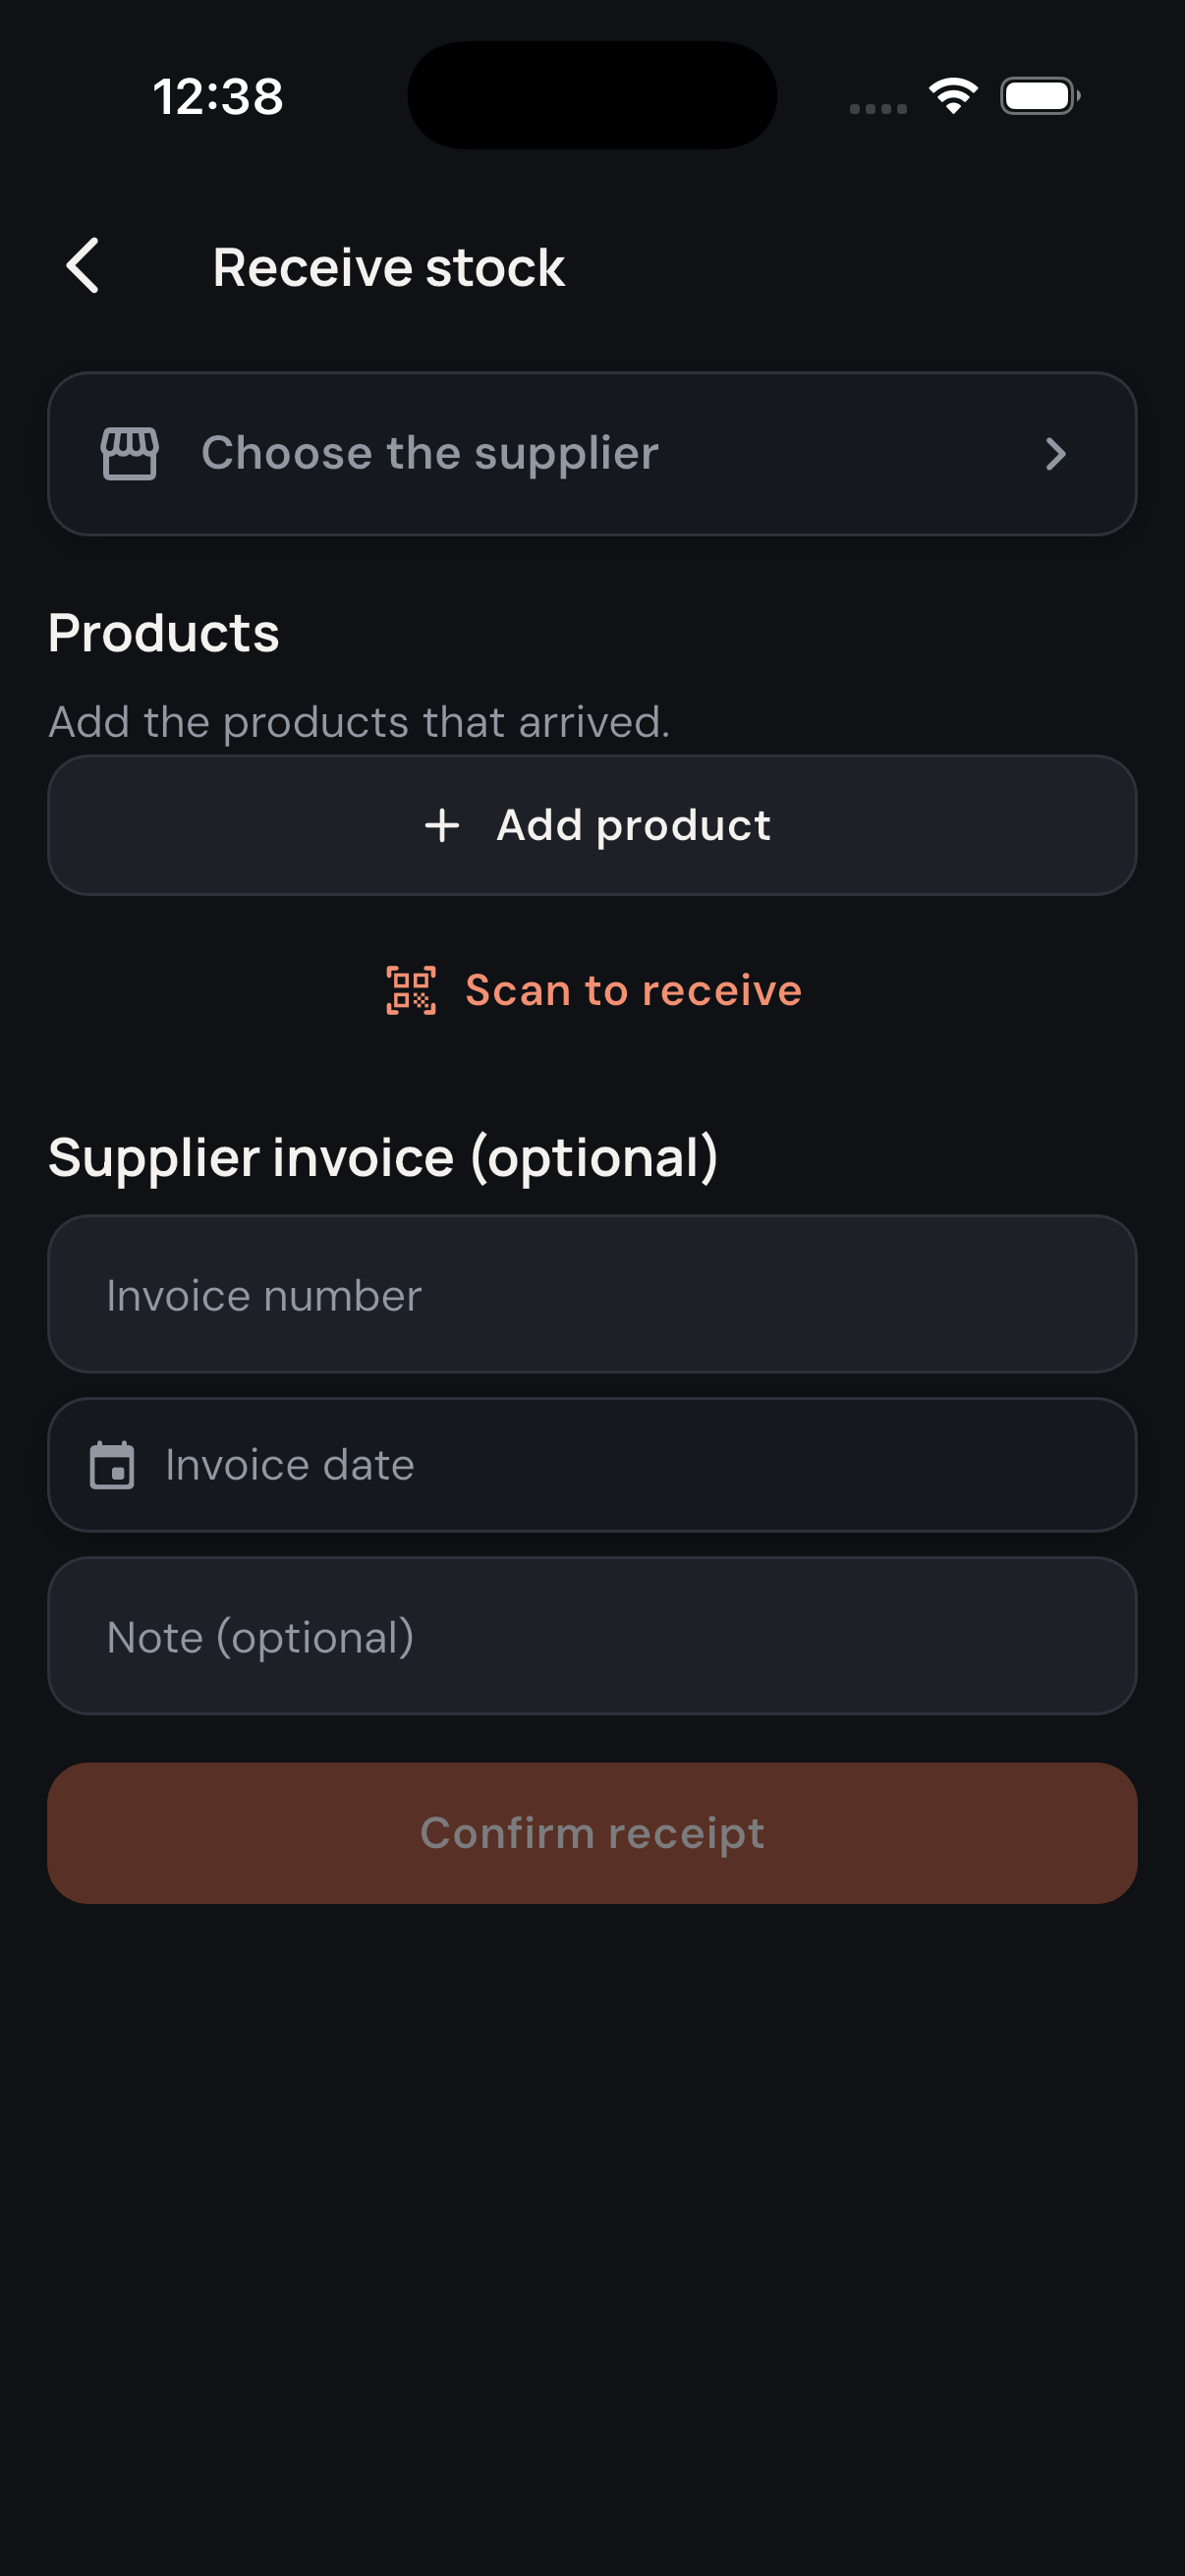 12:38
Receive stock
Choose the supplier
Products
Add the products that arrived.
Add product
Scan to receive
Supplier invoice (optional)
Invoice number
Invoice date
Note (optional)
Confirm receipt